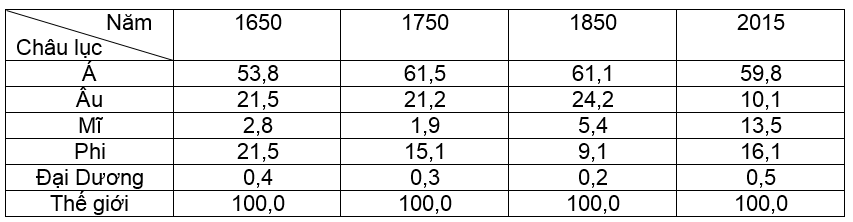 Năm 1650 1750 1850 2015
Châu lục
Á 53,8 61,5 61,1 59,8
Âu 21,5 21,2 24,2 10,1
Mĩ 2,8 1,9 5,4 13,5
Phi 21,5 15,1 9,1 16,1
Đại Dương 0,4 0,3 0,2 0,5
Thế giới 100,0 100,0 100,0 100,0